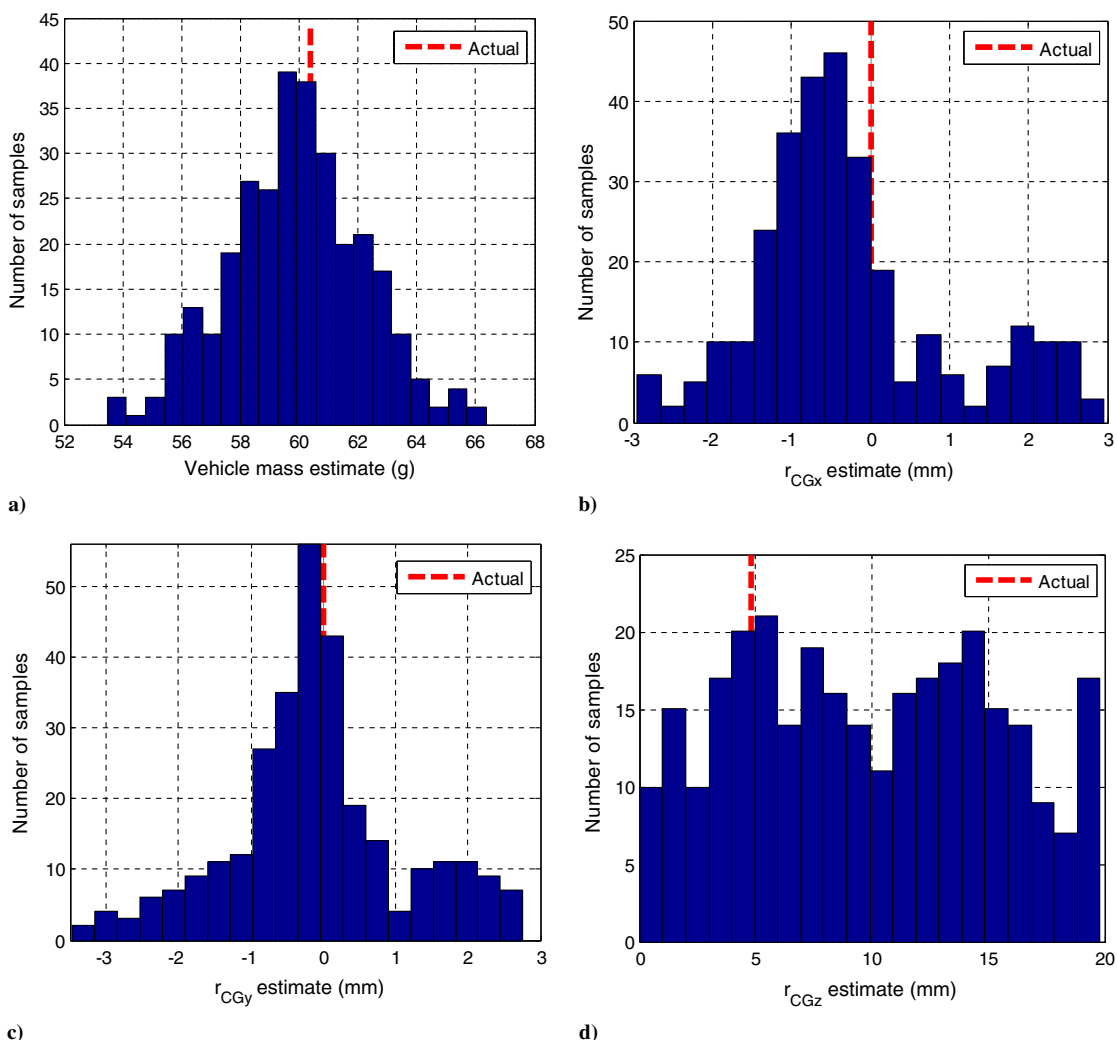 45
40
35
30
25
20
15
10
5
0
52 54 56 58 60 62 64 66 68
Number of samples
Vehicle mass estimate (g)
Actual
a)
50
40
30
20
10
0
-3 -2 -1 0 1 2 3
Number of samples
rCGx estimate (mm)
Actual
b)
50
40
30
20
10
0
-3 -2 -1 0 1 2 3
Number of samples
rCGy estimate (mm)
Actual
c)
25
20
15
10
5
0
0 5 10 15 20
Number of samples
rCGz estimate (mm)
Actual
d)